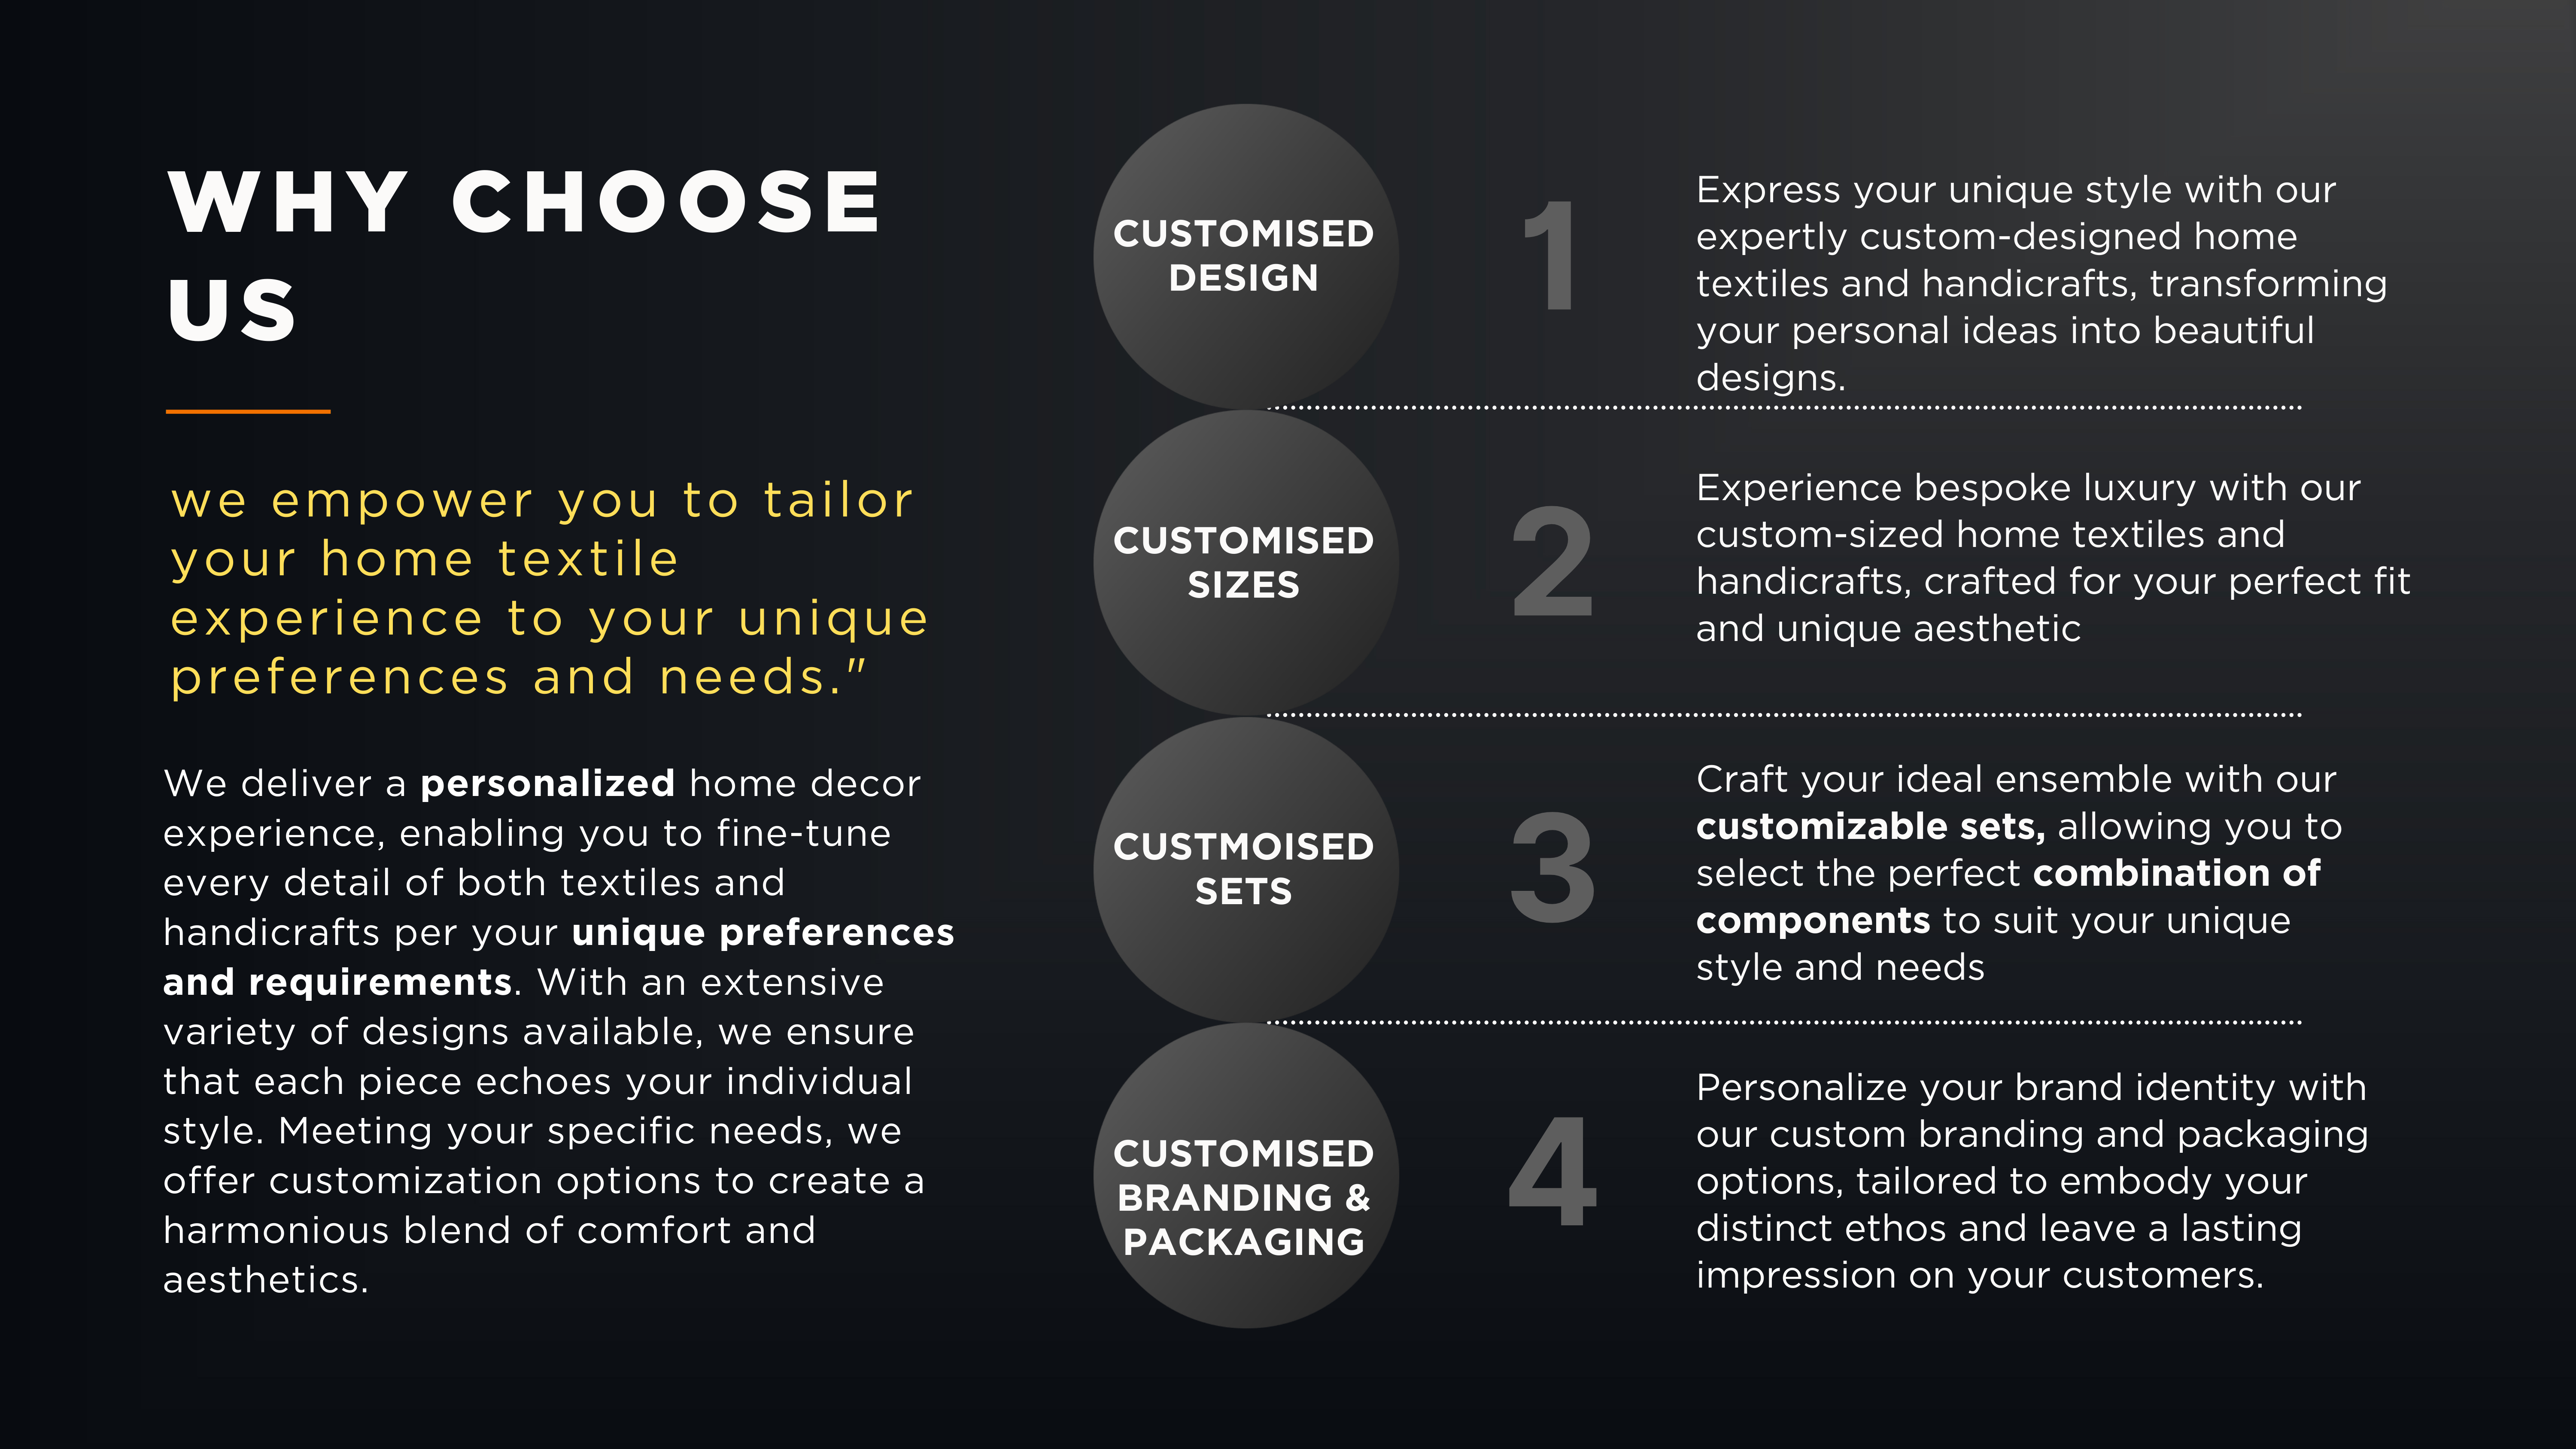 WHY CHOOSE
US
we empower you to tailor
your home textile
experience to your unique
preferences and needs."
We deliver a personalized home decor
experience, enabling you to fine-tune
every detail of both textiles and
handicrafts per your unique preferences
and requirements. With an extensive
variety of designs available, we ensure
that each piece echoes your individual
style. Meeting your specific needs, we
offer customization options to create a
harmonious blend of comfort and
aesthetics.
CUSTOMISED
DESIGN
1
Express your unique style with our
expertly custom-designed home
textiles and handicrafts, transforming
your personal ideas into beautiful
designs.
CUSTOMISED
SIZES
2
Experience bespoke luxury with our
custom-sized home textiles and
handicrafts, crafted for your perfect fit
and unique aesthetic
CUSTMOISED
SETS
3
Craft your ideal ensemble with our
customizable sets, allowing you to
select the perfect combination of
components to suit your unique
style and needs
CUSTOMISED
BRANDING &
PACKAGING
4
Personalize your brand identity with
our custom branding and packaging
options, tailored to embody your
distinct ethos and leave a lasting
impression on your customers.